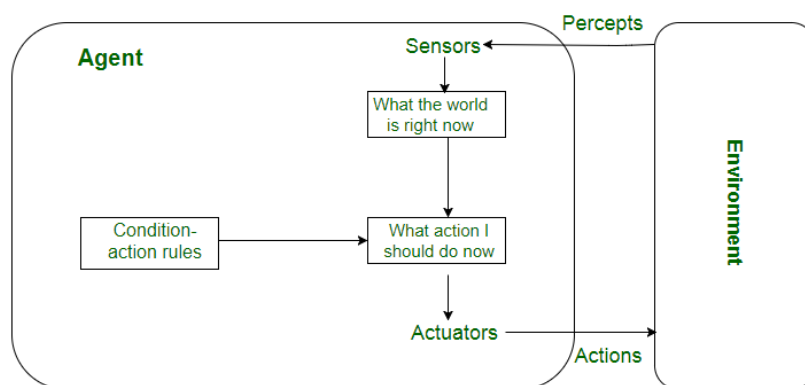 Percepts
Agent
Sensors
What the world
is right now
Condition-
action rules
What action I
should do now
Environment
Actuators
Actions